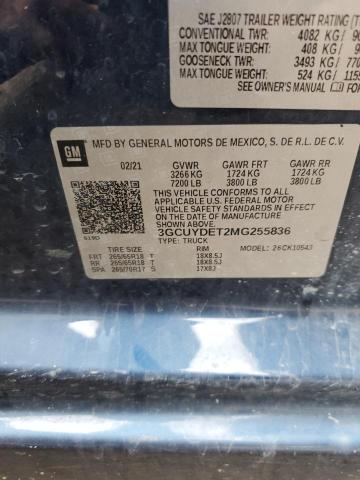 SAE J2807 TRAILER WEIGHT RATING
CONVENTIONAL TWR: 4082 KG
MAX TONGUE WEIGHT: 408 KG
GOOSENECK TWR: 3493 KG
MAX TONGUE WEIGHT: 524 KG
SEE OWNER'S MANUAL FOR
GM
MFD BY GENERAL MOTORS DE MEXICO, S. DE R.L. DE C.V.
02/21 GVWR GAWR FRT GAWR RR
3266 KG 1724 KG 1724 KG
7200 LB 3800 LB 3800 LB
THIS VEHICLE CONFORMS TO ALL
APPLICABLE U.S. FEDERAL MOTOR
VEHICLE SAFETY STANDARDS IN
EFFECT ON THE DATE OF
MANUFACTURE SHOWN ABOVE.
3GCUYDET2MG255836
TYPE: TRUCK MODEL: 26CK10543
TIRE SIZE RIM
FRT 265/65R18 T 18X8.5J
RR 265/65R18 T 18X8.5J
SPA 265/70R17 T 17X8J